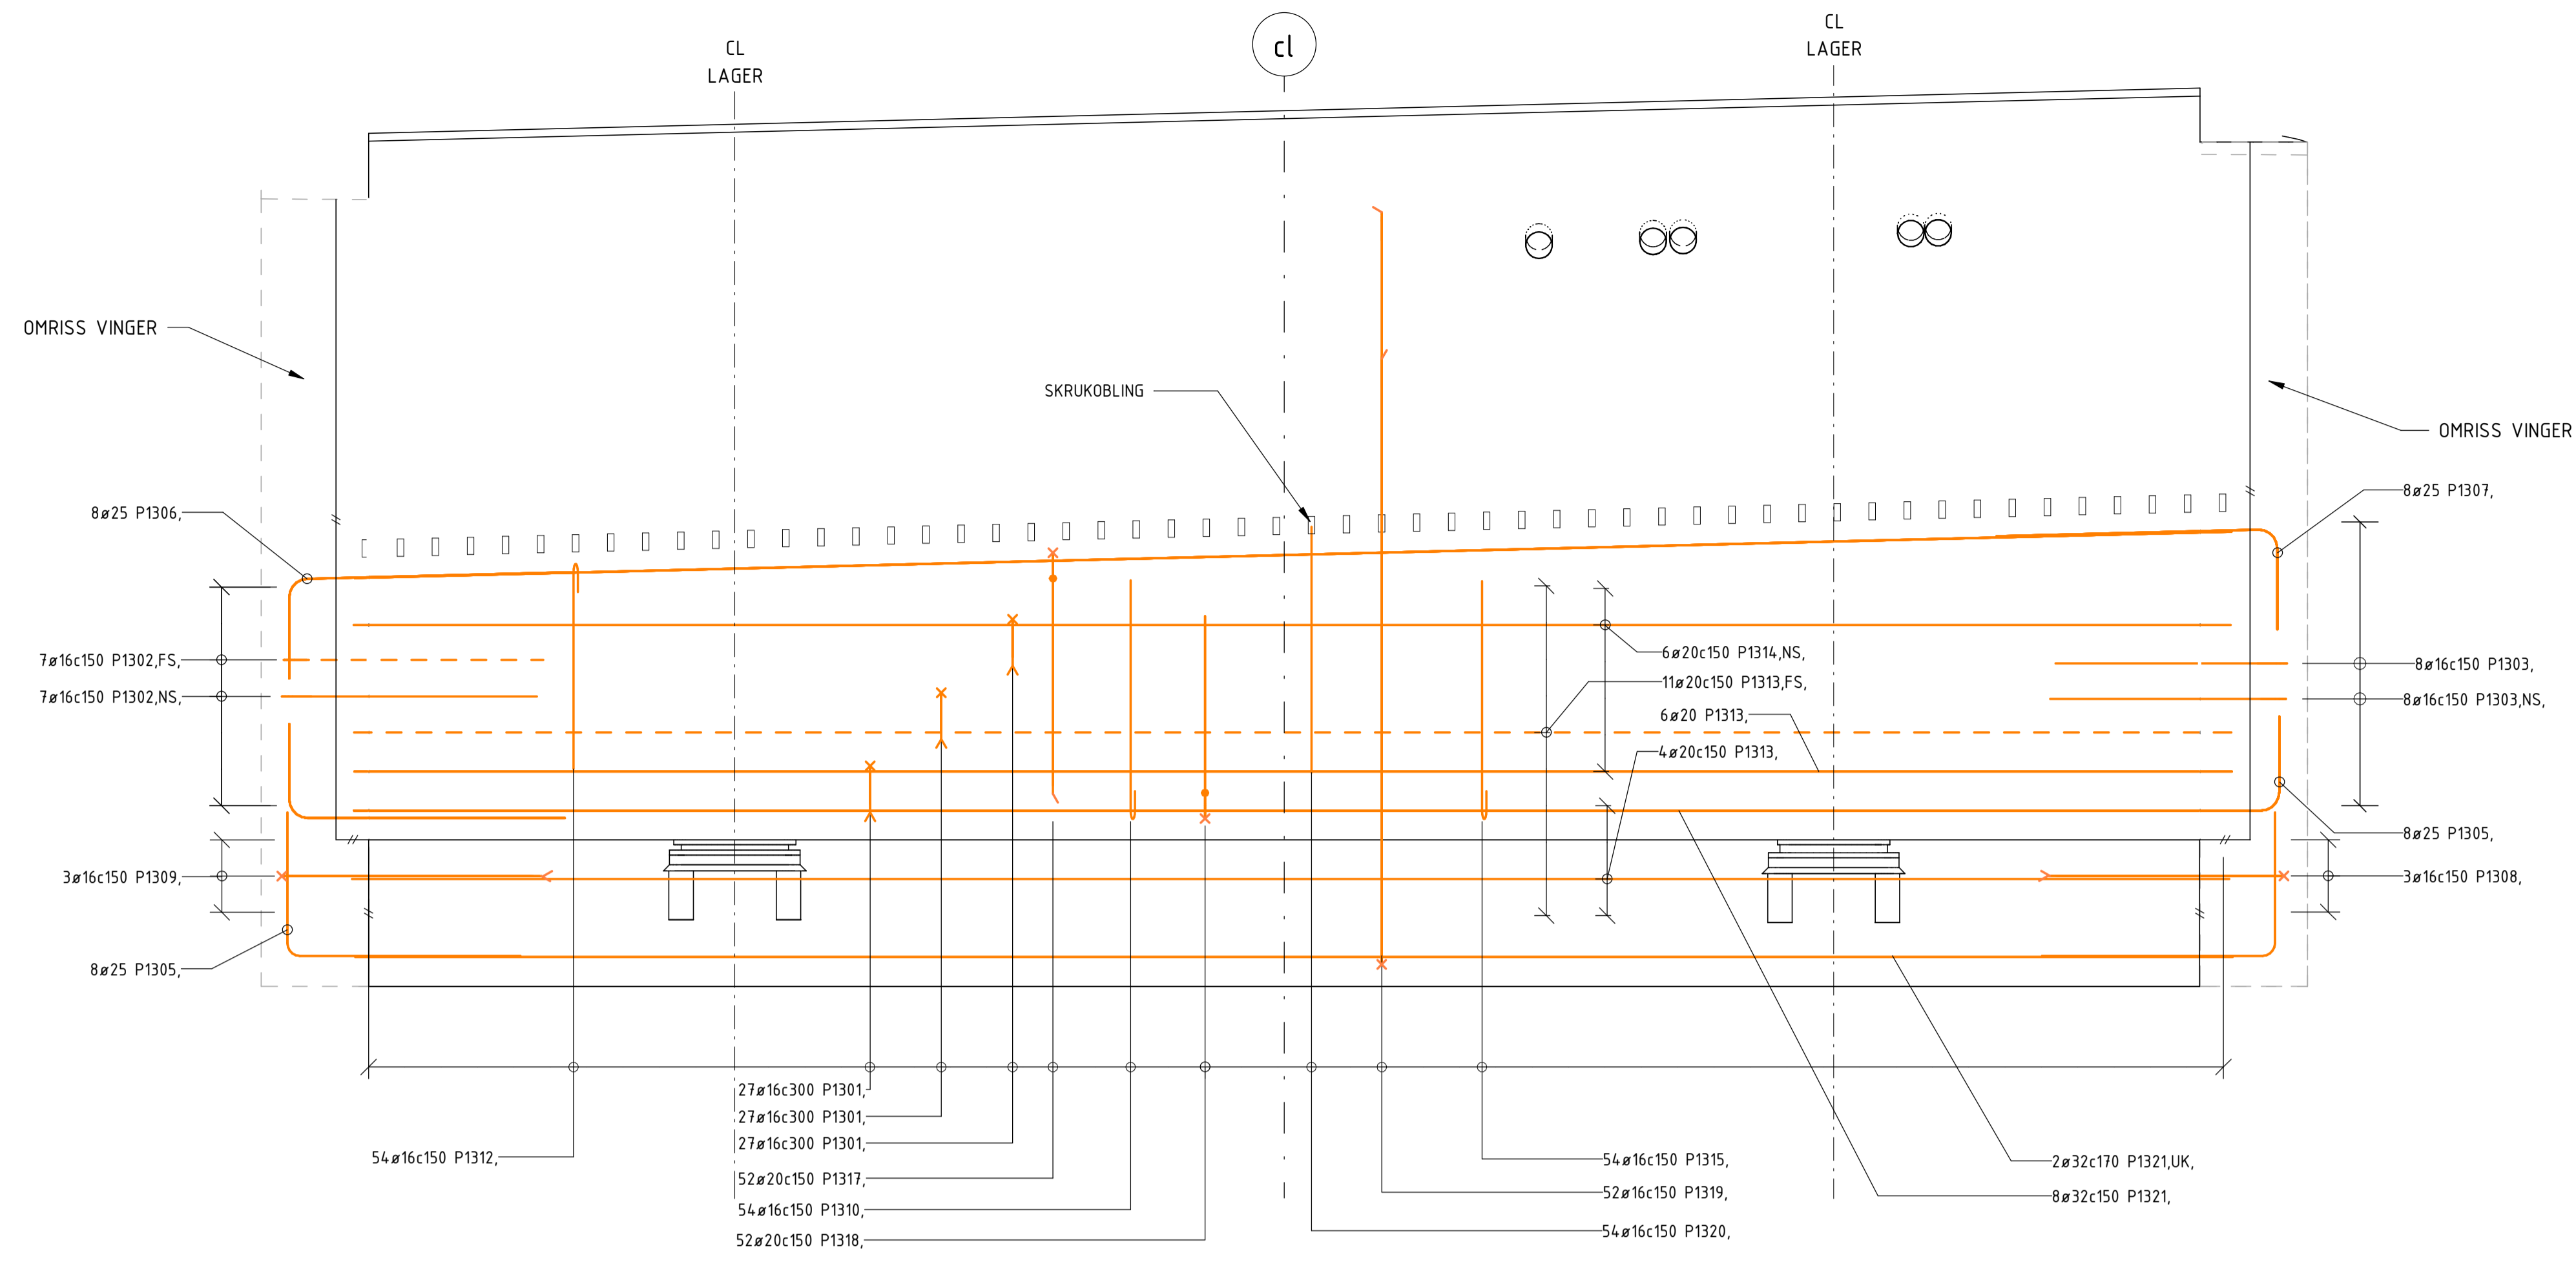 CL
LAGER
cl
CL
LAGER
OMRISS VINGER
SKRUKOBLING
OMRISS VINGER
8ø25 P1306,
8ø25 P1307,
7ø16c150 P1302,FS,
7ø16c150 P1302,NS,
6ø20c150 P1314,NS,
11ø20c150 P1313,FS,
6ø20 P1313,
4ø20c150 P1313,
8ø16c150 P1303,
8ø16c150 P1303,NS,
8ø25 P1305,
3ø16c150 P1309,
3ø16c150 P1308,
8ø25 P1305,
27ø16c300 P1301,
27ø16c300 P1301,
27ø16c300 P1301,
54ø16c150 P1312,
52ø20c150 P1317,
54ø16c150 P1310,
52ø20c150 P1318,
54ø16c150 P1315,
52ø16c150 P1319,
54ø16c150 P1320,
2ø32c170 P1321,UK,
8ø32c150 P1321,